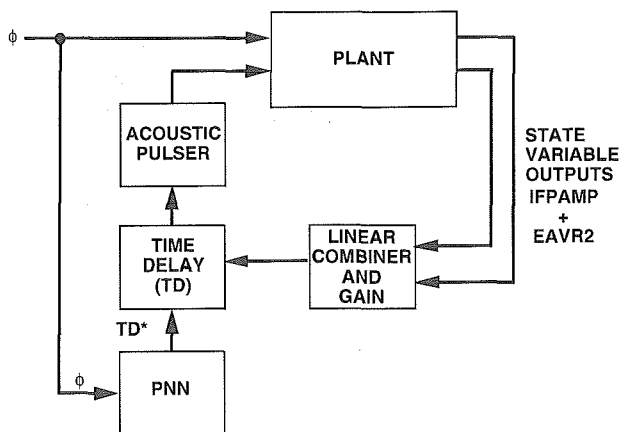 ϕ
PLANT
ACOUSTIC
PULSER
STATE
VARIABLE
OUTPUTS
IFPAMP
+
EAVR2
TIME
DELAY
(TD)
LINEAR
COMBINER
AND
GAIN
TD*
ϕ
PNN